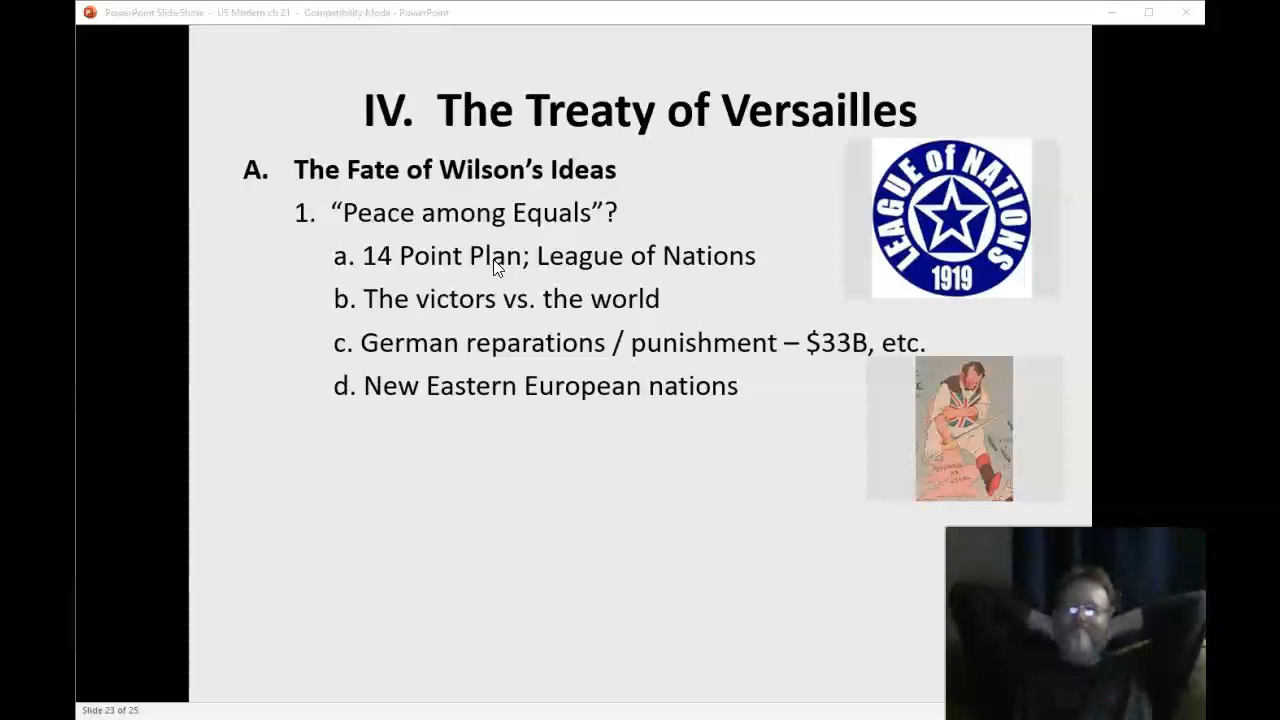 PowerPoint Slide Show - US Modern ch 21 - Compatibility Mode - PowerPoint
IV. The Treaty of Versailles
A. The Fate of Wilson’s Ideas
1. “Peace among Equals”?
a. 14 Point Plan; League of Nations
b. The victors vs. the world
c. German reparations / punishment – $33B, etc.
d. New Eastern European nations
LEAGUE of NATIONS
1919
Slide 23 of 25